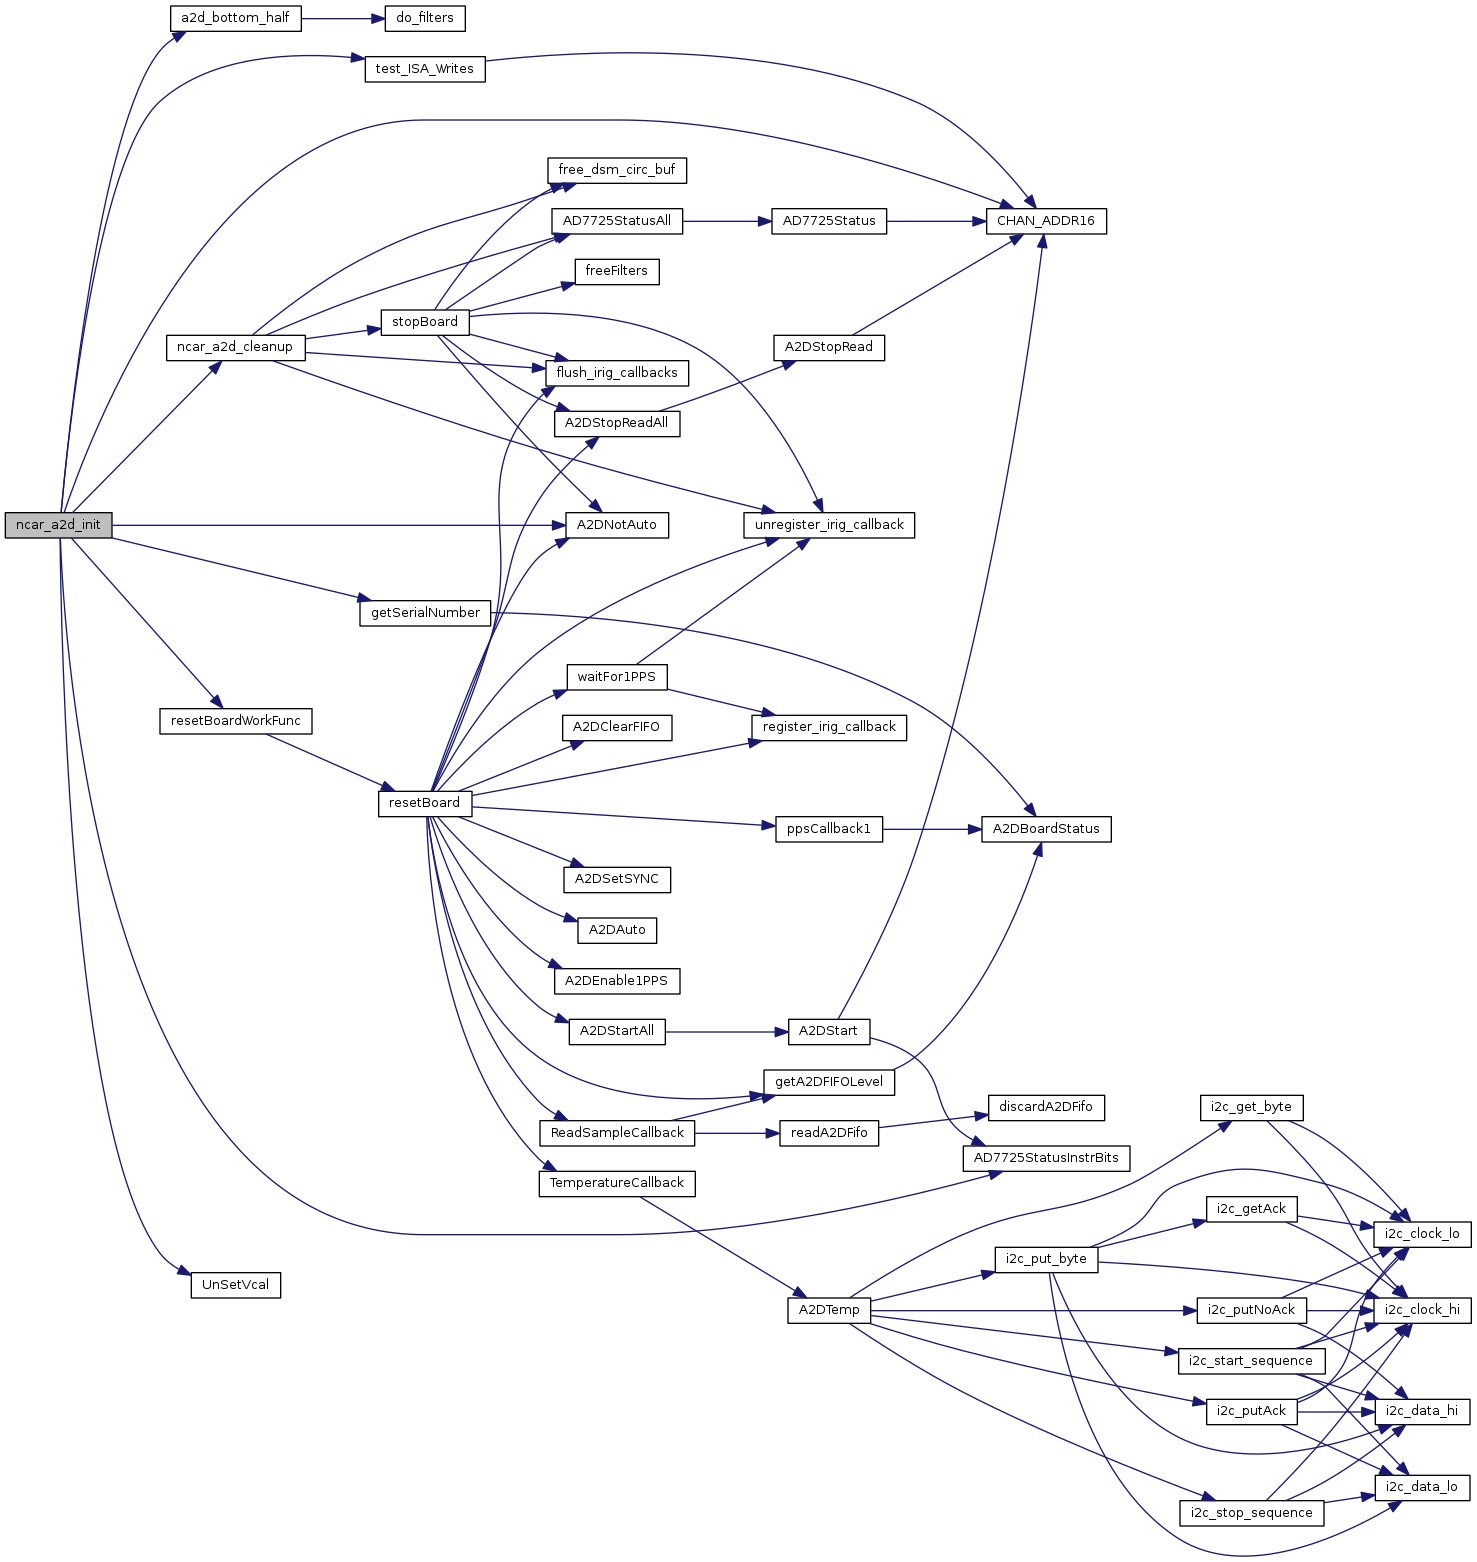 a2d_bottom_half
do_filters
test_ISA_Writes
free_dsm_circ_buf
AD7725StatusAll
AD7725Status
CHAN_ADDR16
freeFilters
stopBoard
ncar_a2d_cleanup
A2DStopRead
flush_irig_callbacks
A2DStopReadAll
ncar_a2d_init
A2DNotAuto
unregister_irig_callback
getSerialNumber
waitFor1PPS
resetBoardWorkFunc
A2DClearFIFO
register_irig_callback
resetBoard
ppsCallback1
A2DBoardStatus
A2DSetSYNC
A2DAuto
A2DEnable1PPS
A2DStartAll
A2DStart
getA2DFIFOLevel
discardA2DFifo
i2c_get_byte
ReadSampleCallback
readA2DFifo
AD7725StatusInstrBits
TemperatureCallback
i2c_getAck
i2c_clock_lo
i2c_put_byte
UnSetVcal
A2DTemp
i2c_putNoAck
i2c_clock_hi
i2c_start_sequence
i2c_putAck
i2c_data_hi
i2c_data_lo
i2c_stop_sequence